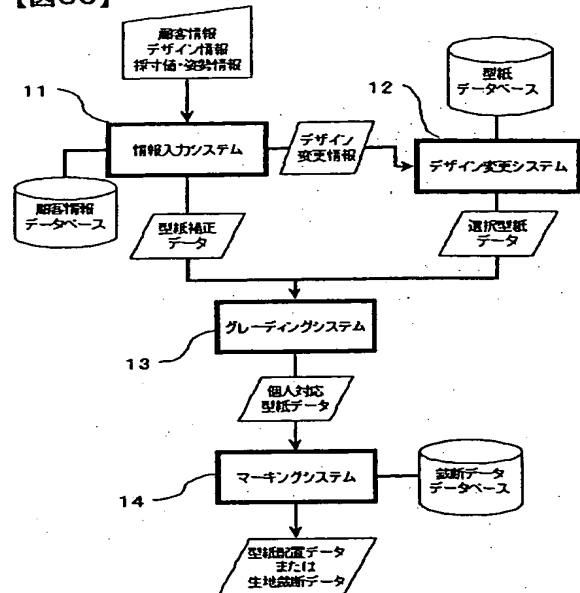 顧客情報
デザイン情報
採寸値・姿勢情報
11
情報入力システム
顧客情報
データベース
デザイン
変更情報
12
型紙
データベース
デザイン変更システム
型紙補正
データ
選択型紙
データ
グレーディングシステム
13
個人対応
型紙データ
マーキングシステム
14
裁断データ
データベース
型紙配置データ
または
生地裁断データ